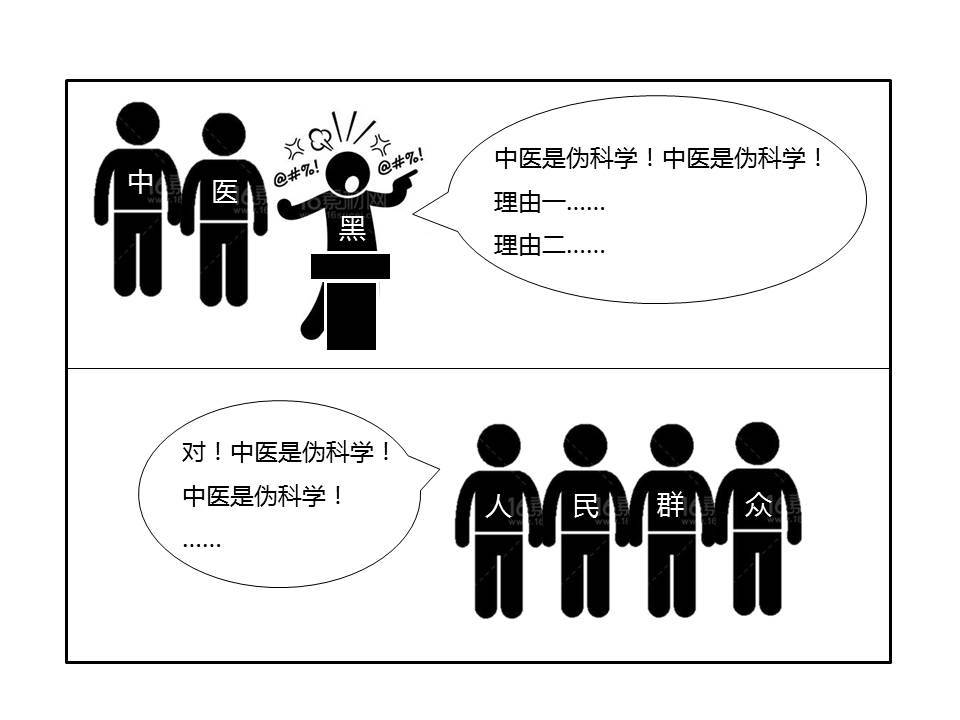 中 医 黑
@#%!
@#%!
中医是伪科学！中医是伪科学！
理由一……
理由二……
对！中医是伪科学！
中医是伪科学！
……
人 民 群 众